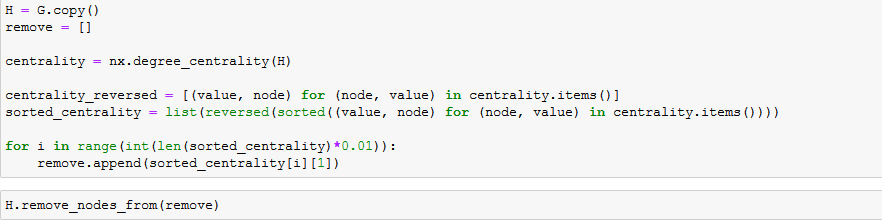 H = G.copy()
remove = []
centrality = nx.degree_centrality(H)
centrality_reversed = [(value, node) for (node, value) in centrality.items()]
sorted_centrality = list(reversed(sorted((value, node) for (node, value) in centrality.items())))
for i in range(int(len(sorted_centrality)*0.01)):
    remove.append(sorted_centrality[i][1])
H.remove_nodes_from(remove)